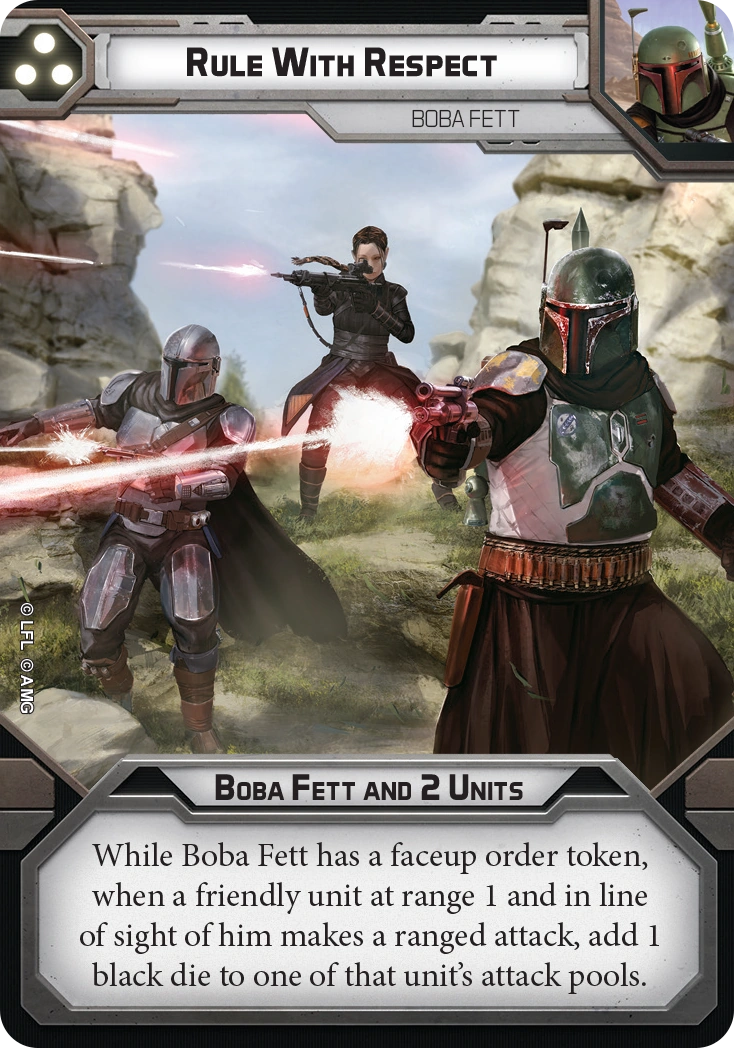 Rule With Respect
BOBA FETT
© LFL © AMG
Boba Fett and 2 Units
While Boba Fett has a faceup order token,
when a friendly unit at range 1 and in line
of sight of him makes a ranged attack, add 1
black die to one of that unit’s attack pools.